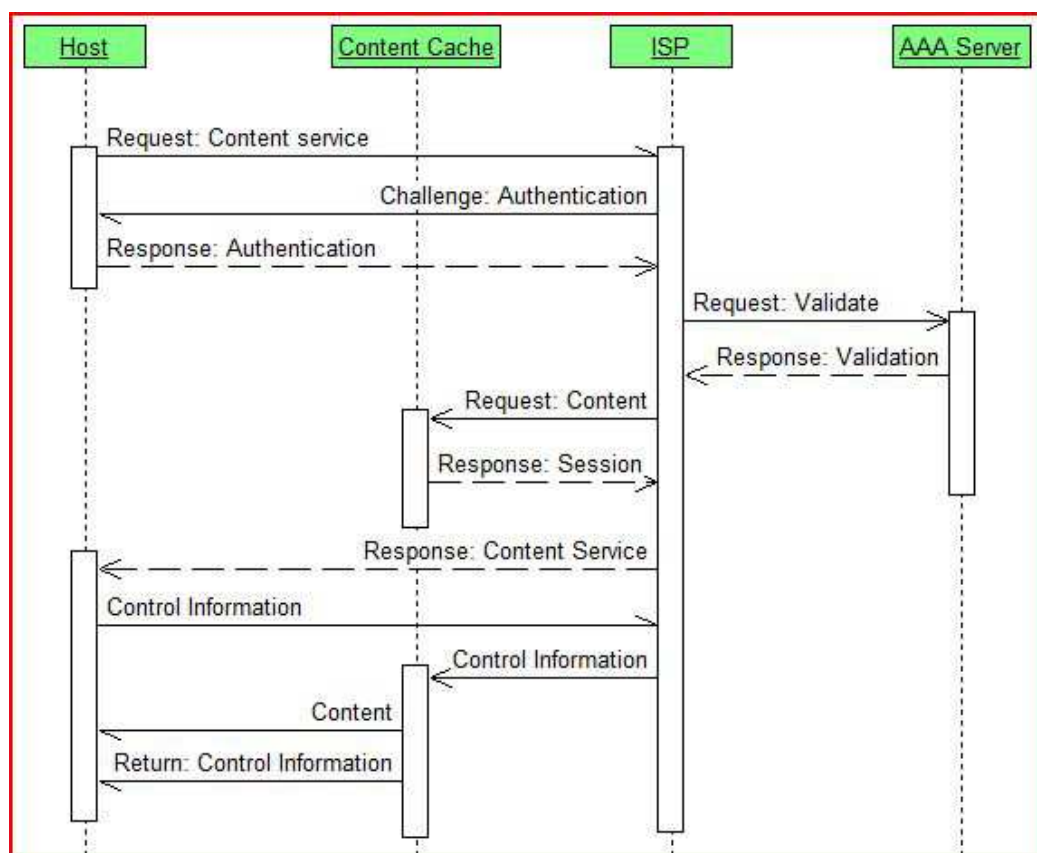 Host
Content Cache
ISP
AAA Server
Request: Content service
Challenge: Authentication
Response: Authentication
Request: Validate
Response: Validation
Request: Content
Response: Session
Response: Content Service
Control Information
Control Information
Content
Return: Control Information